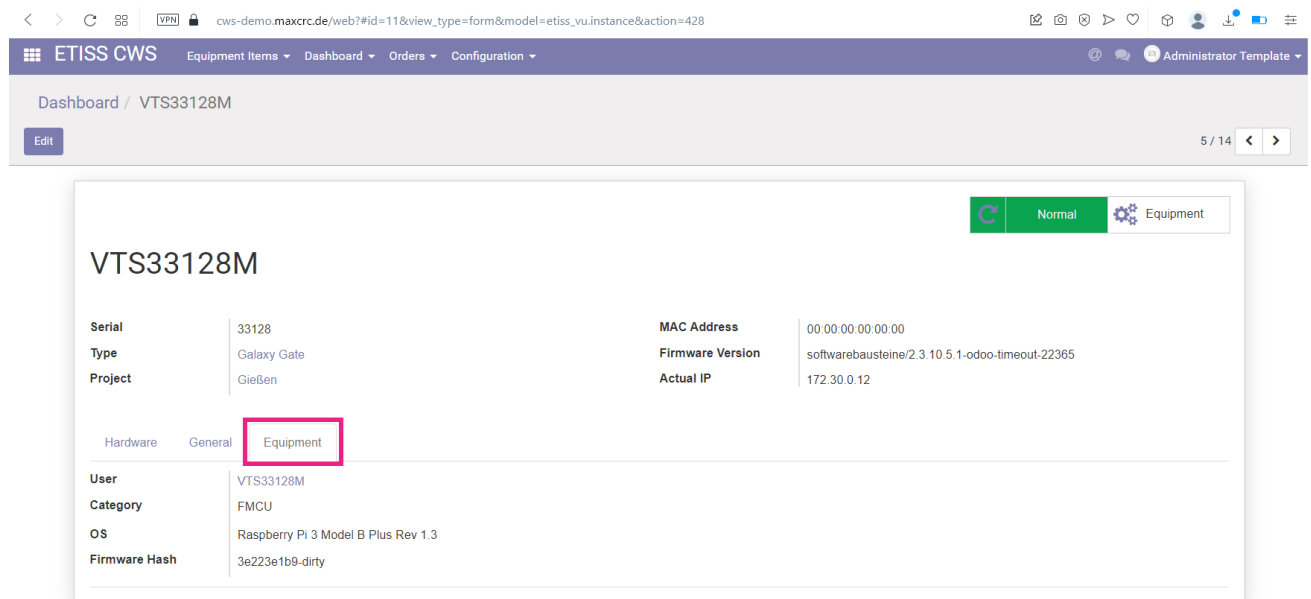 VPN cws-demo.maxcrc.de/web?#id=11&view_type=form&model=etiss_vu.instance&action=428
ETISS CWS Equipment Items Dashboard Orders Configuration @ Administrator Template
Dashboard / VTS33128M
Edit 5 / 14
Normal Equipment
VTS33128M
Serial 33128 MAC Address 00:00:00:00:00:00
Type Galaxy Gate Firmware Version softwarebausteine/2.3.10.5.1-odoo-timeout-22365
Project Gießen Actual IP 172.30.0.12
Hardware General Equipment
User VTS33128M
Category FMCU
OS Raspberry Pi 3 Model B Plus Rev 1.3
Firmware Hash 3e223e1b9-dirty